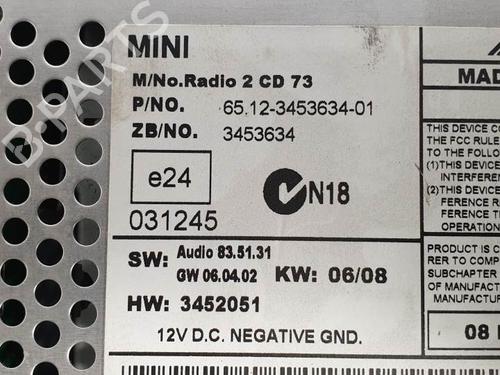 MINI
M/No.Radio 2 CD 73
P/NO. 65.12-3453634-01
ZB/NO. 3453634
e24
031245
N18
SW: Audio 83.51.31
GW 06.04.02
KW: 06/08
HW: 3452051
12V D.C. NEGATIVE GND.
MAD
THIS DEVICE C
THE FCC RULE
TO THE FOLLO
(1)THIS DEVICE
INTERFEREN
(2)THIS DEVICE
FERENCE R
FERENCE T
OPERATION
PRODUCT IS C
RER TO COMP
SUBCHAPTER
OF MANUFAC
MANUFACTUR
08
B-PARTS